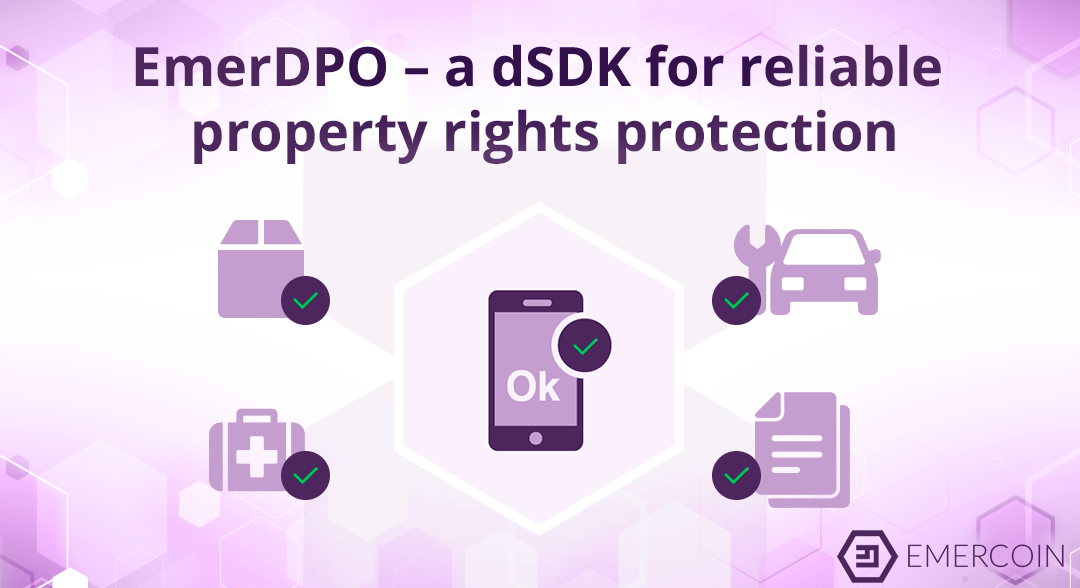 EmerDPO – a dSDK for reliable
property rights protection
Ok
EMERCOIN